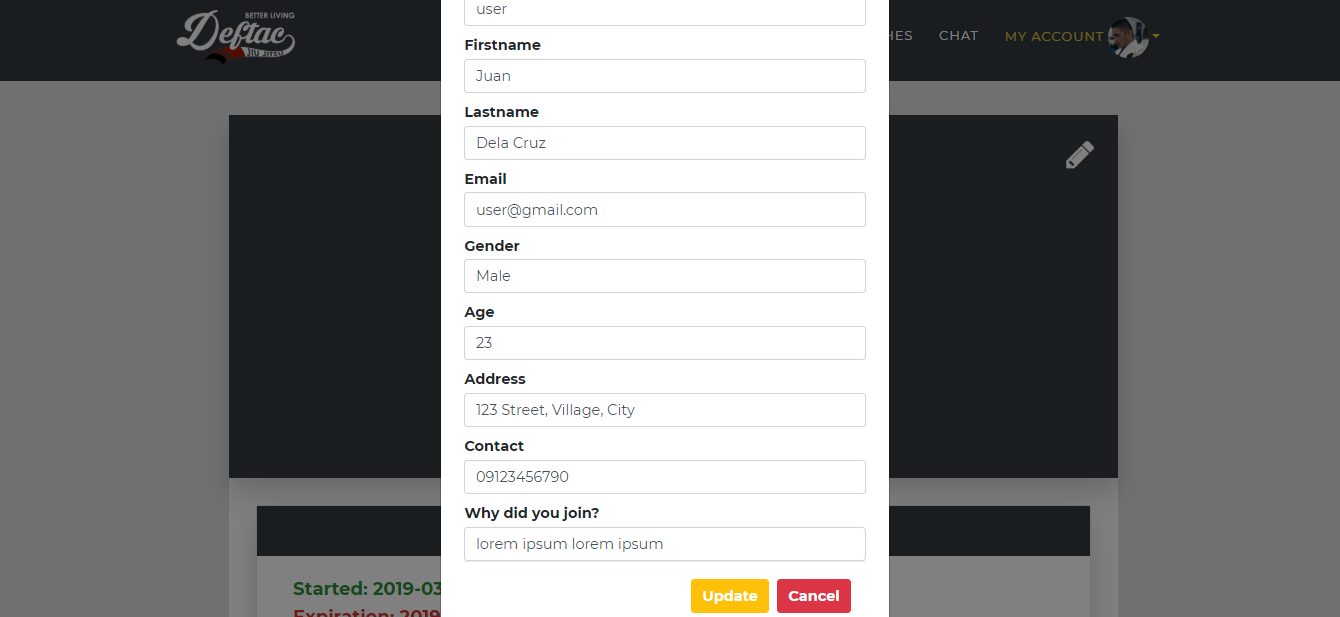 BETTER LIVING
Deftac
JIU JITSU
HES
CHAT
MY ACCOUNT
user
Firstname
Juan
Lastname
Dela Cruz
Email
user@gmail.com
Gender
Male
Age
23
Address
123 Street, Village, City
Contact
09123456790
Why did you join?
lorem ipsum lorem ipsum
Update
Cancel
Started: 2019-03
Expiration: 2019